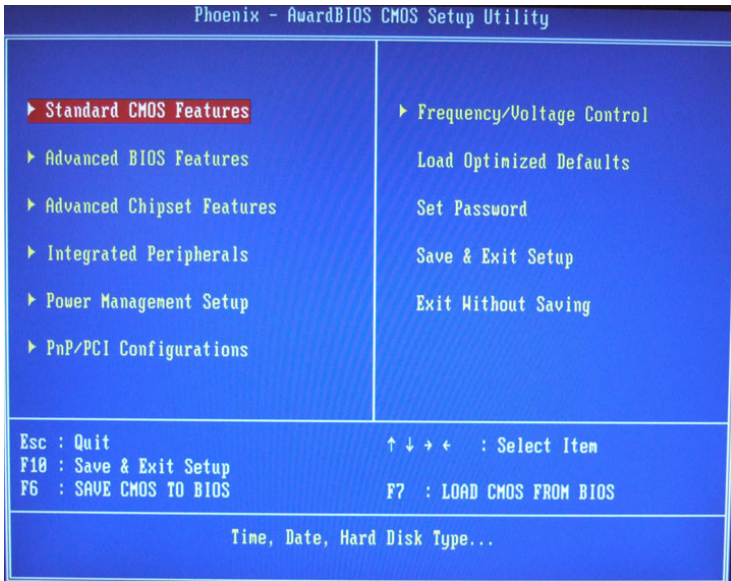 Phoenix - AwardBIOS CMOS Setup Utility
Standard CMOS Features
Advanced BIOS Features
Advanced Chipset Features
Integrated Peripherals
Power Management Setup
PnP/PCI Configurations
Frequency/Voltage Control
Load Optimized Defaults
Set Password
Save & Exit Setup
Exit Without Saving
Esc : Quit
F10 : Save & Exit Setup
F6 : SAVE CMOS TO BIOS
↑ ↓ → ← : Select Item
F7 : LOAD CMOS FROM BIOS
Time, Date, Hard Disk Type...